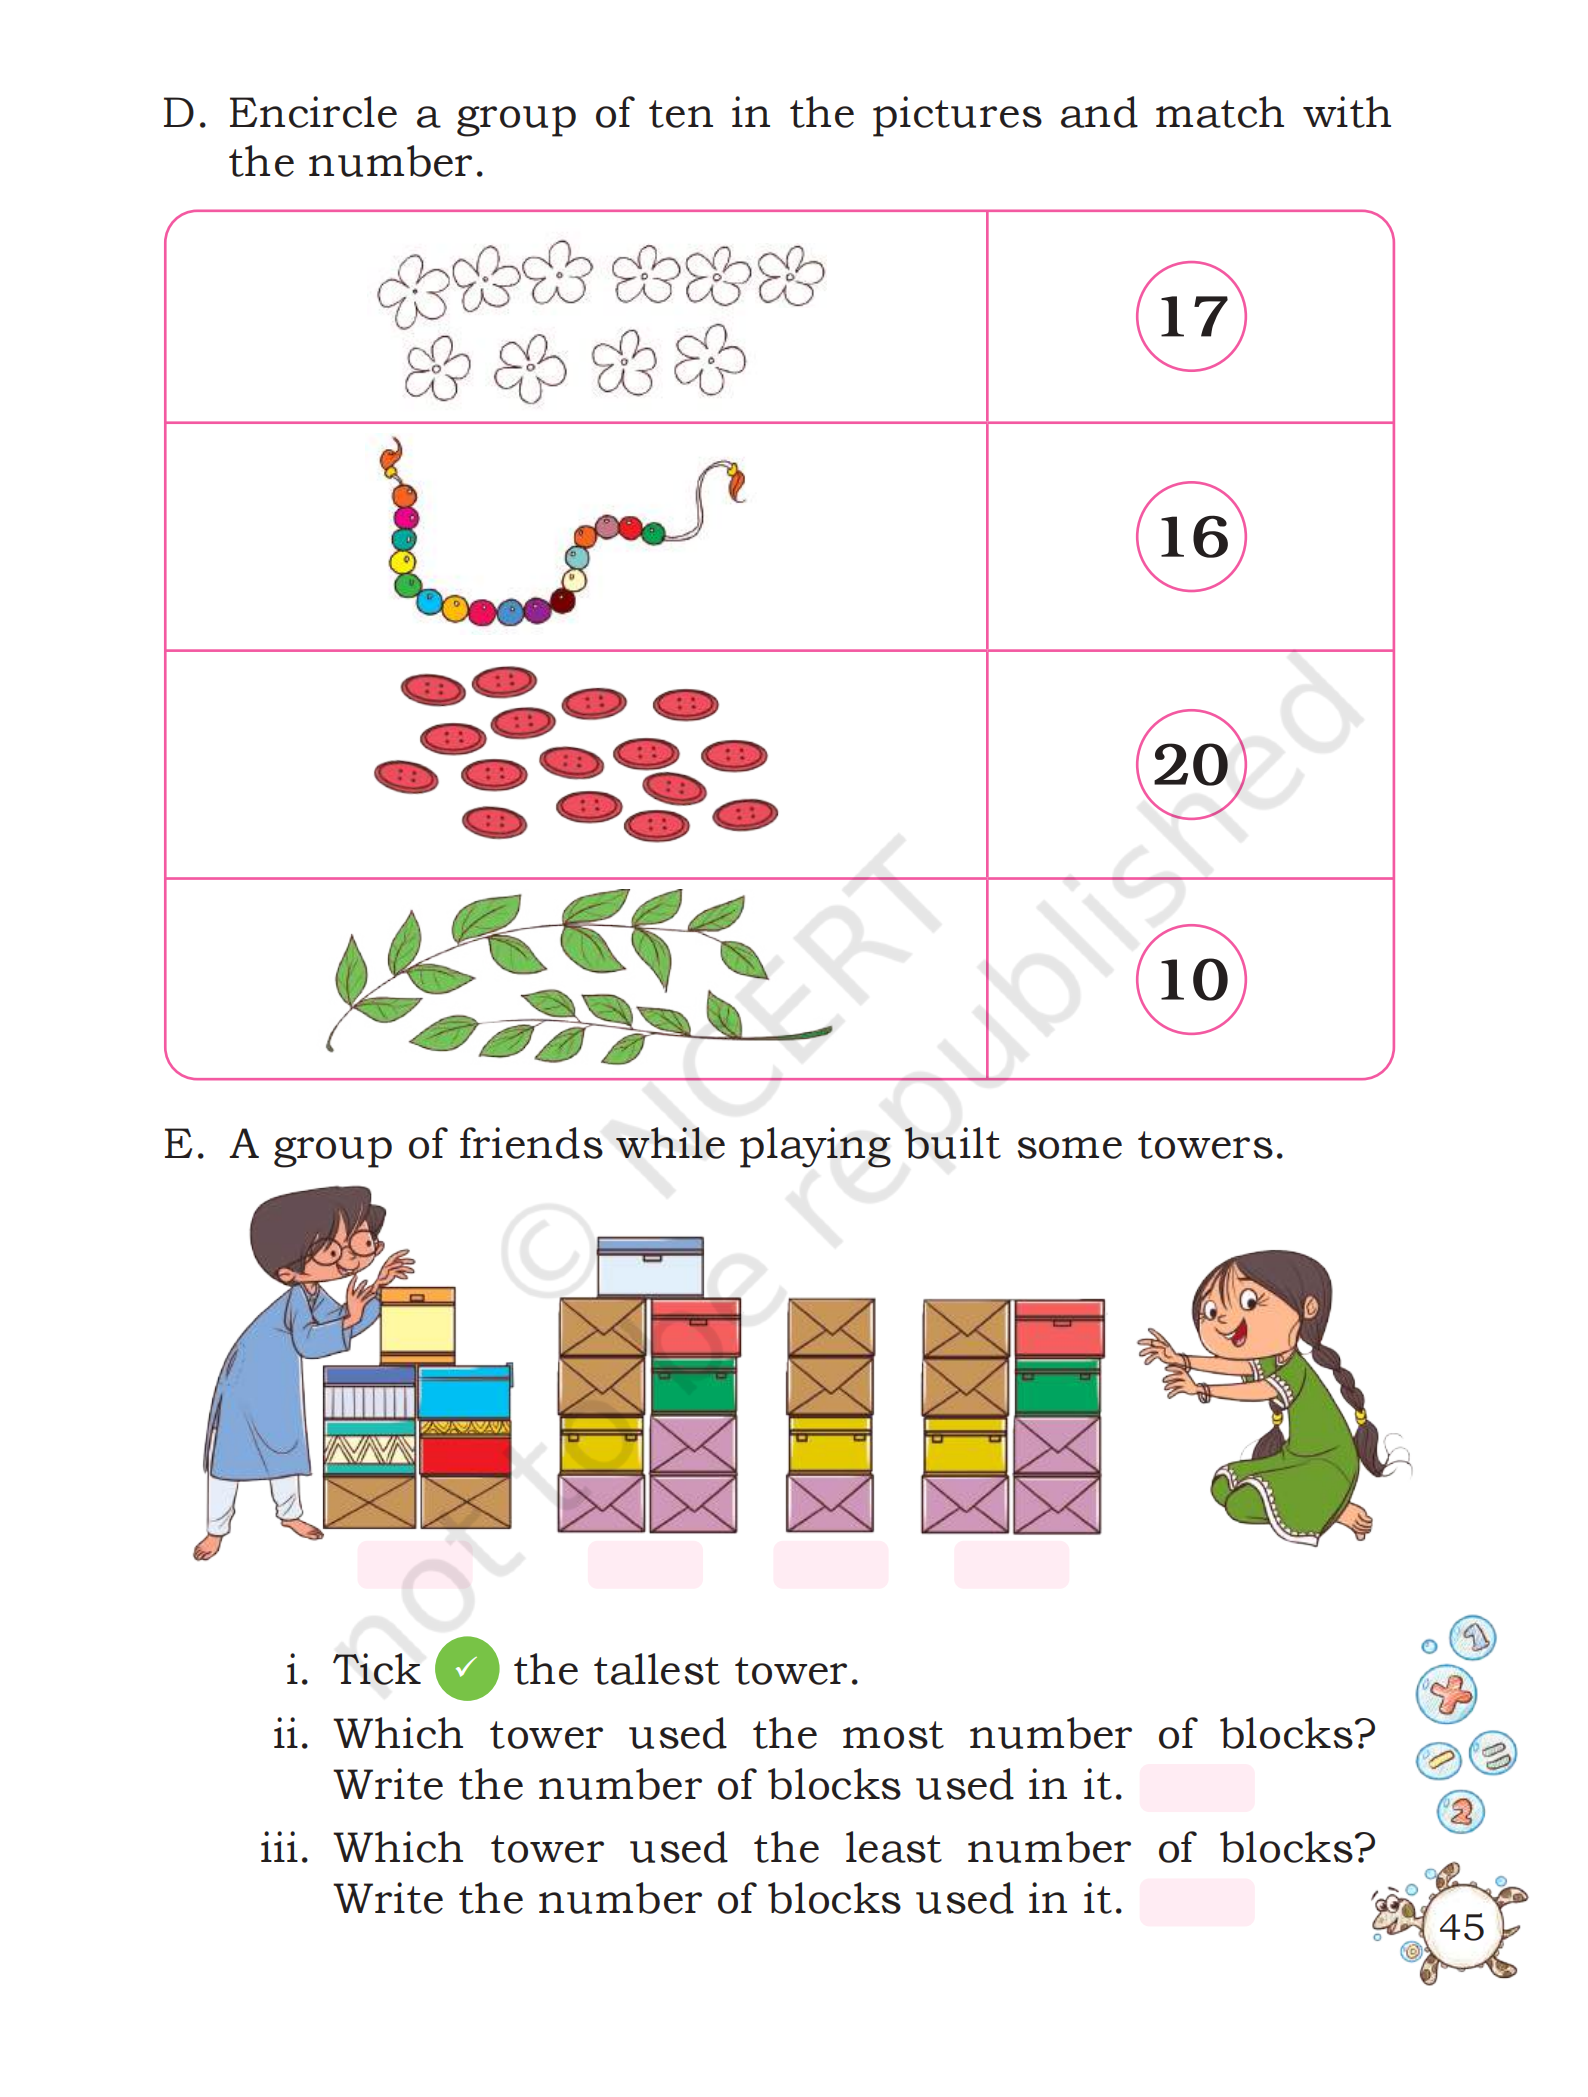 D. Encircle a group of ten in the pictures and match with
the number.
17
16
20
10
E. A group of friends while playing built some towers.
i. Tick ✓ the tallest tower.
ii. Which tower used the most number of blocks?
Write the number of blocks used in it.
iii. Which tower used the least number of blocks?
Write the number of blocks used in it.
1
+
−
=
2
45
© NCERT
not to be republished